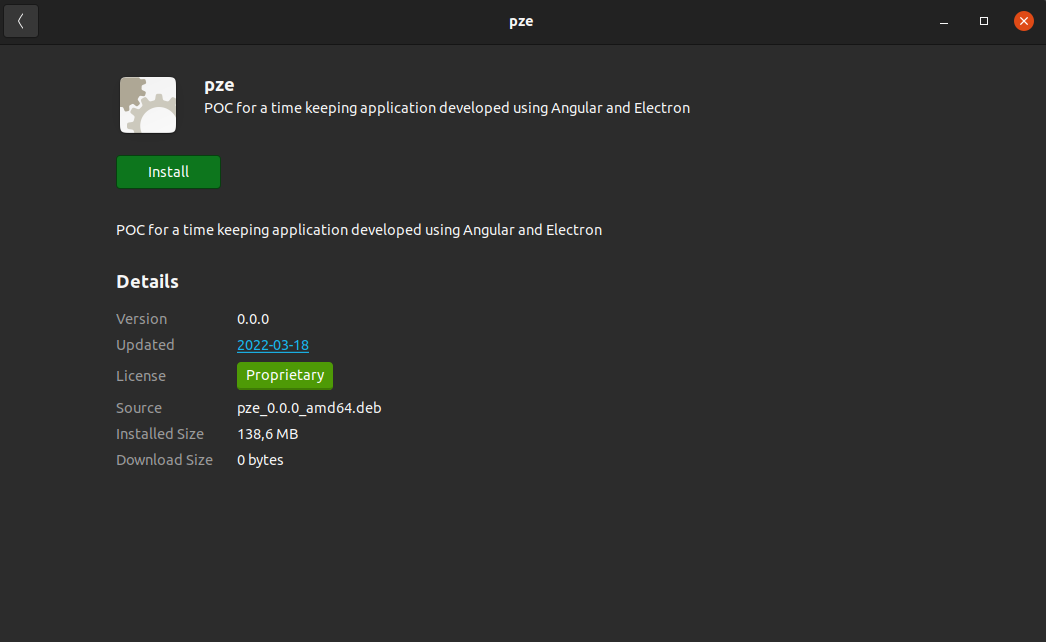 pze
pze
POC for a time keeping application developed using Angular and Electron
Install
POC for a time keeping application developed using Angular and Electron
Details
Version 0.0.0
Updated 2022-03-18
License Proprietary
Source pze_0.0.0_amd64.deb
Installed Size 138,6 MB
Download Size 0 bytes